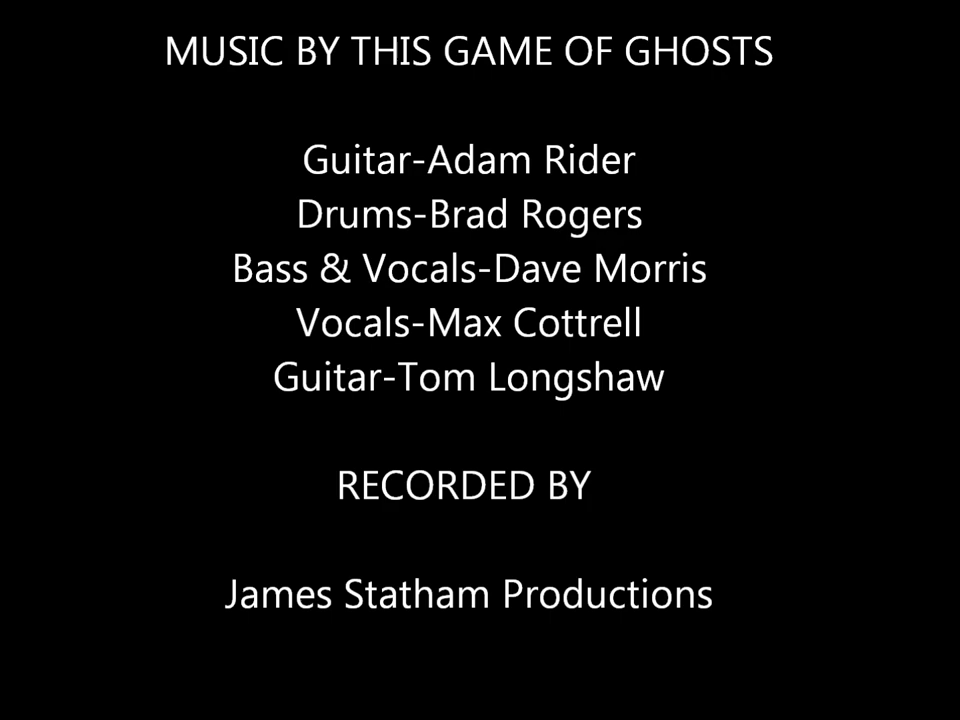 MUSIC BY THIS GAME OF GHOSTS
Guitar-Adam Rider
Drums-Brad Rogers
Bass & Vocals-Dave Morris
Vocals-Max Cottrell
Guitar-Tom Longshaw
RECORDED BY
James Statham Productions